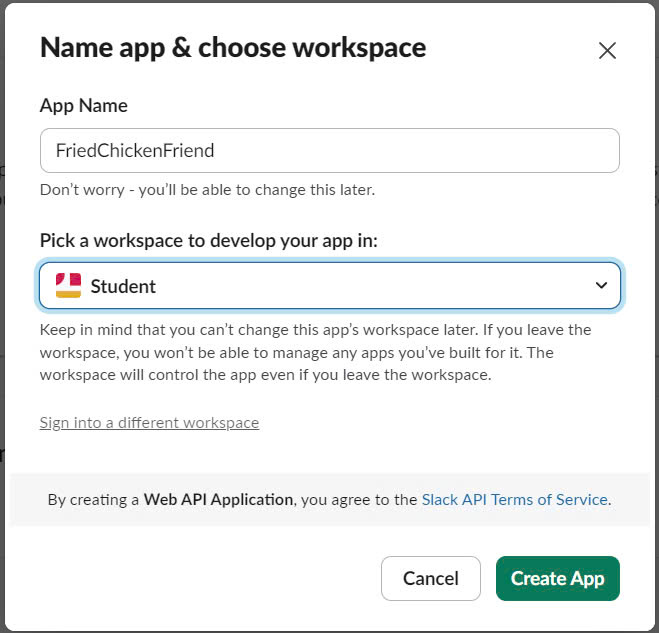 Name app & choose workspace
App Name
FriedChickenFriend
Don’t worry - you’ll be able to change this later.
Pick a workspace to develop your app in:
Student
Keep in mind that you can’t change this app’s workspace later. If you leave the
workspace, you won’t be able to manage any apps you’ve built for it. The
workspace will control the app even if you leave the workspace.
Sign into a different workspace
By creating a Web API Application, you agree to the Slack API Terms of Service.
Cancel
Create App